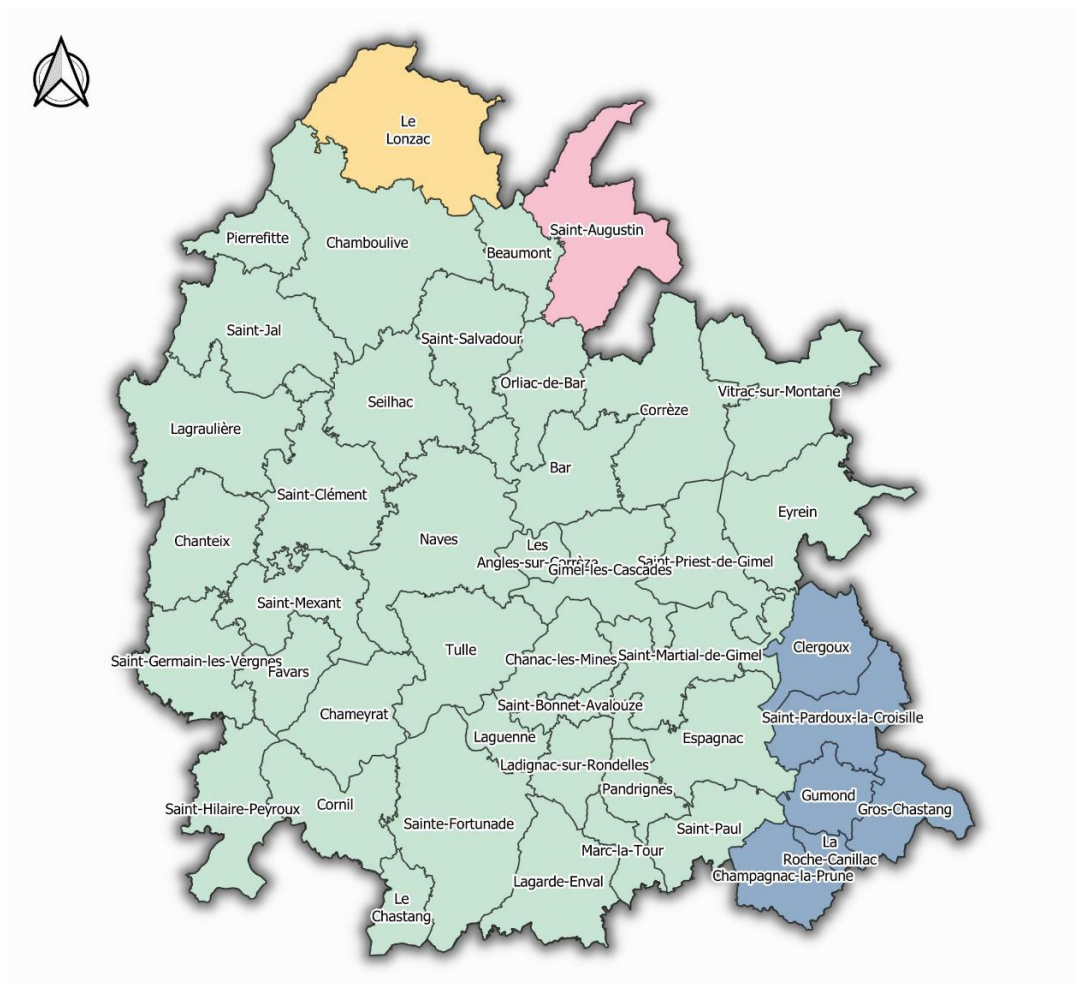 Le
Lonzac
Saint-Augustin
Pierrefitte
Chamboulive
Beaumont
Saint-Jal
Saint-Salvadour
Orliac-de-Bar
Vitrac-sur-Montane
Seilhac
Corrèze
Lagraulière
Bar
Saint-Clément
Eyrein
Chanteix
Naves
Les
Angles-sur-Corrèze
Gimel-les-Cascades
Saint-Priest-de-Gimel
Saint-Mexant
Clergoux
Tulle
Saint-Germain-les-Vergnes
Favars
Chanac-les-Mines
Saint-Martial-de-Gimel
Saint-Bonnet-Avalouze
Chameyrat
Saint-Pardoux-la-Croisille
Laguenne
Espagnac
Ladignac-sur-Rondelles
Pandrignes
Gumond
Saint-Hilaire-Peyroux
Cornil
Gros-Chastang
Sainte-Fortunade
Saint-Paul
La
Roche-Canillac
Marc-la-Tour
Champagnac-la-Prune
Lagarde-Enval
Le
Chastang